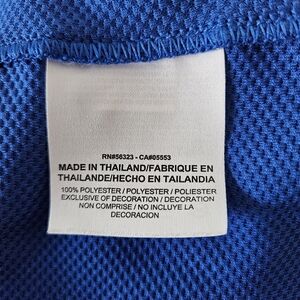 RN#56323 - CA#05553
MADE IN THAILAND/FABRIQUE EN
THAILANDE/HECHO EN TAILANDIA
100% POLYESTER / POLYESTER / POLIESTER
EXCLUSIVE OF DECORATION / DECORATION
NON COMPRISE / NO INCLUYE LA
DECORACION